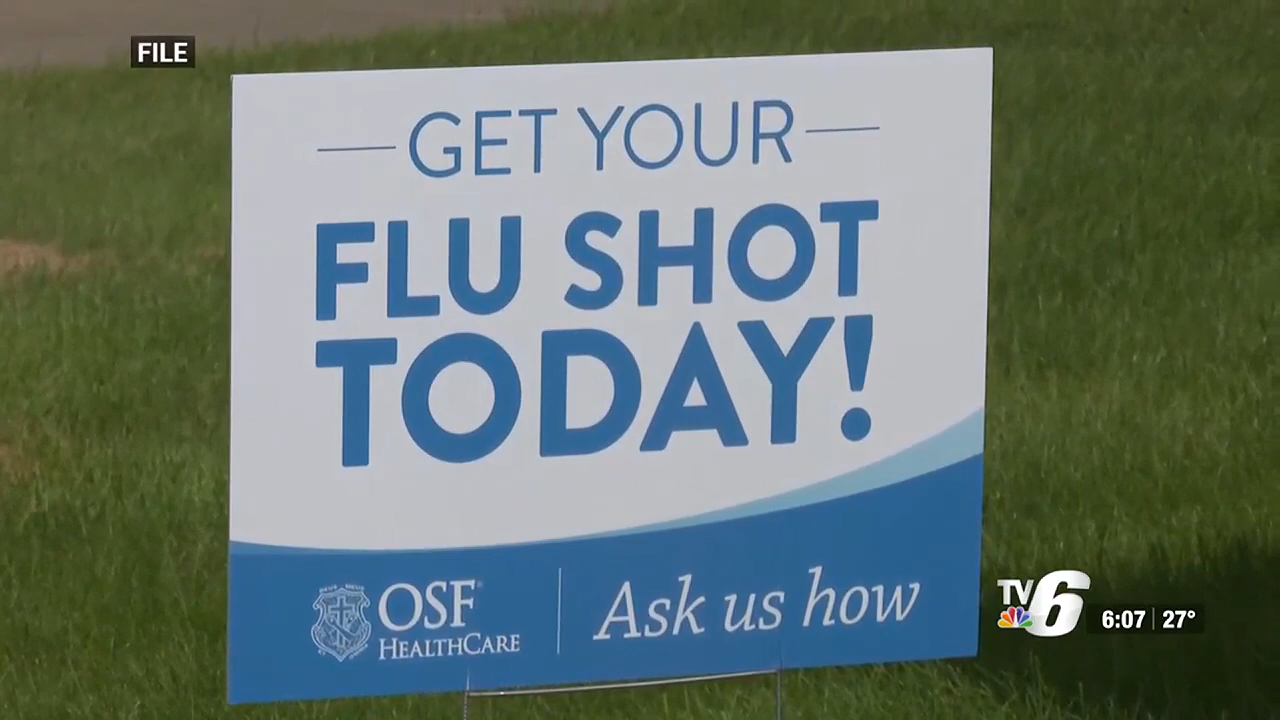 FILE
GET YOUR
FLU SHOT
TODAY!
OSF
HEALTHCARE
Ask us how
TV6
6:07 27°